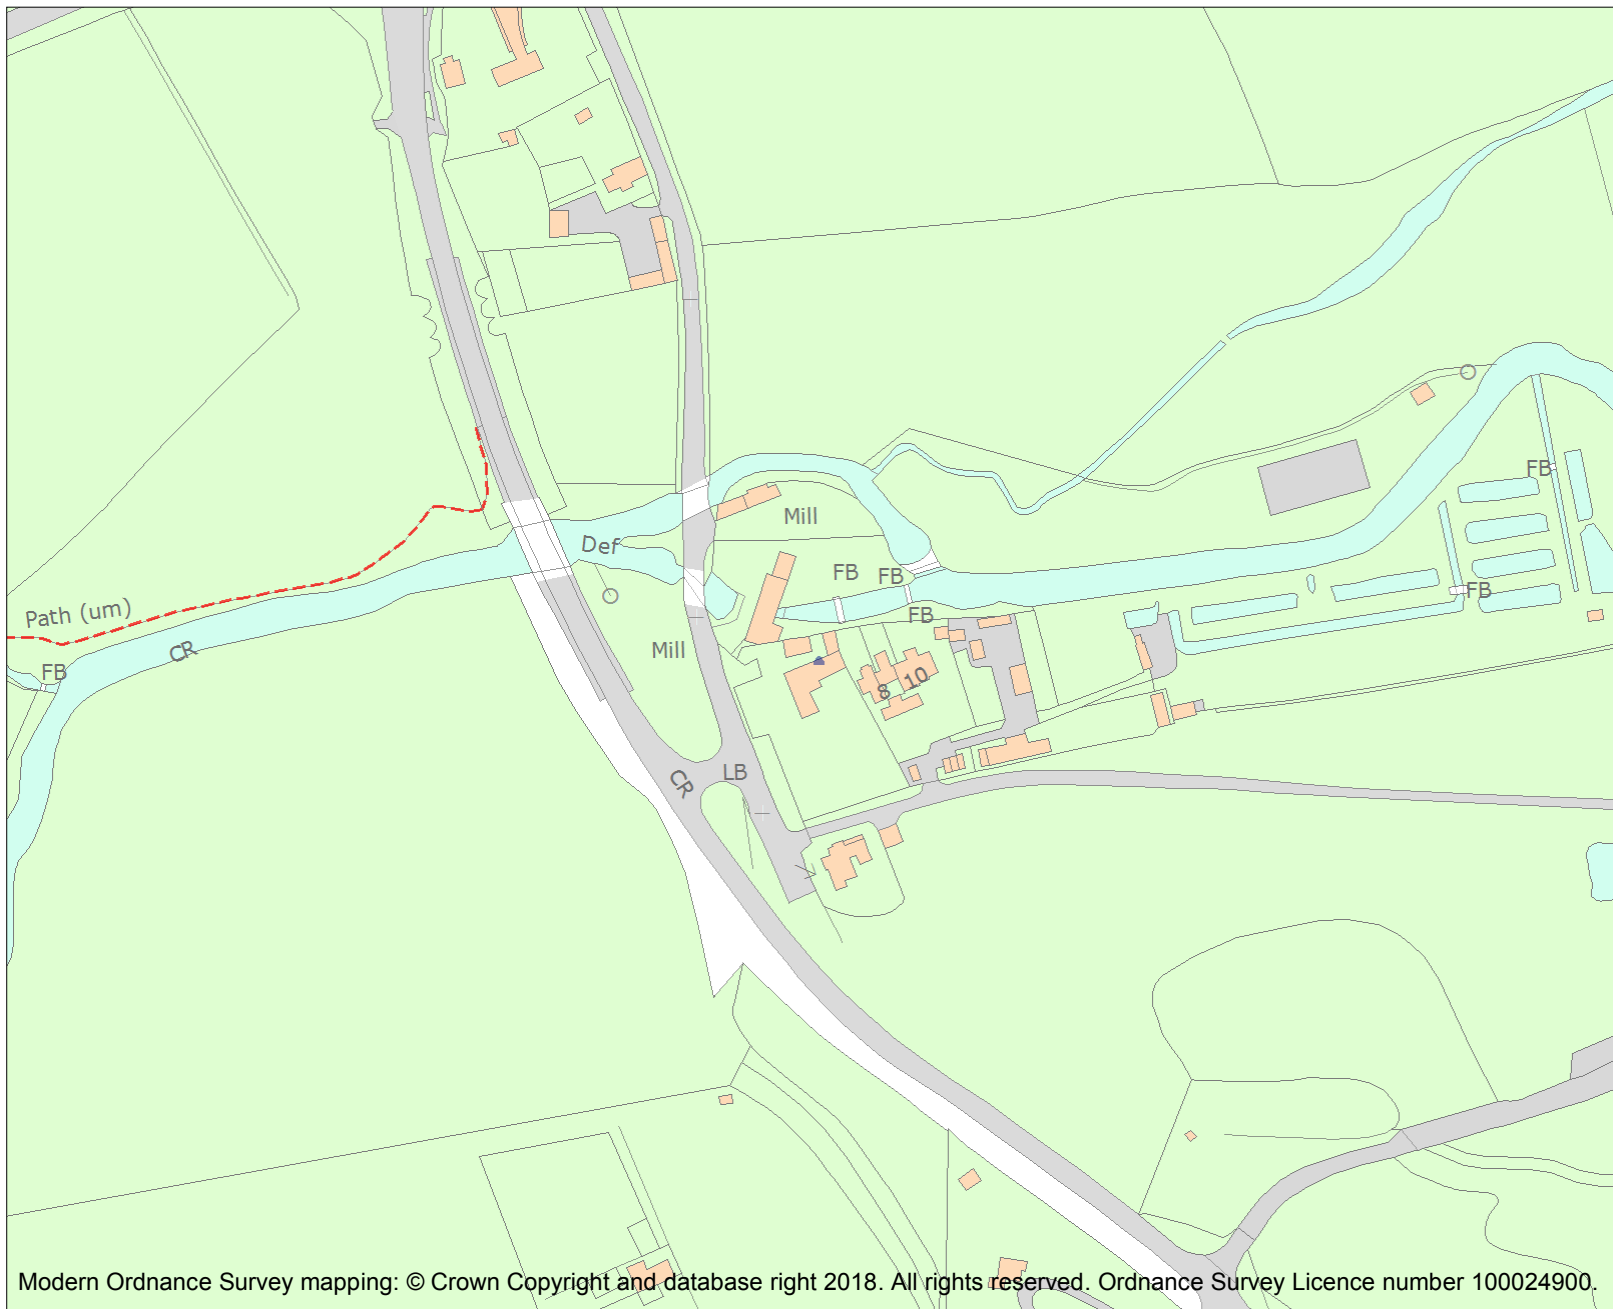 FB
Def
Mill
FB
FB
FB
FB
Path (um)
CR
Mill
FB
8
10
CR
LB
Modern Ordnance Survey mapping: © Crown Copyright and database right 2018. All rights reserved. Ordnance Survey Licence number 100024900.